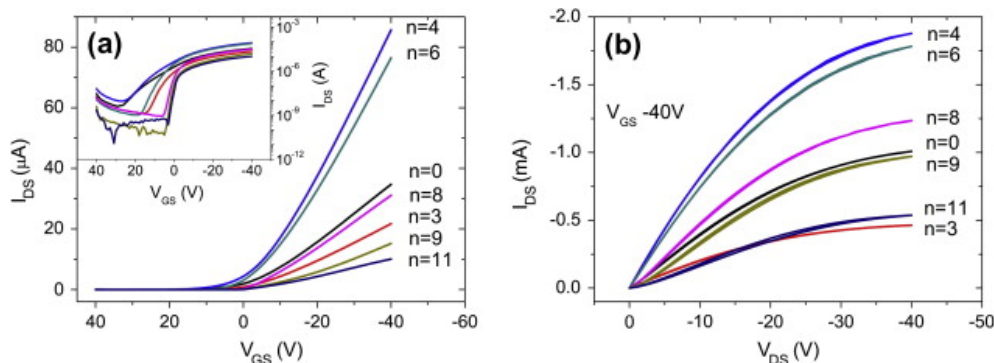 (a)
80
60
40
20
0
I_DS (μA)
40 20 0 -20 -40 -60
V_GS (V)
n=4
n=6
n=0
n=8
n=3
n=9
n=11
10⁻³
10⁻⁶
10⁻⁹
10⁻¹²
I_DS (A)
40 20 0 -20 -40
V_GS (V)
(b)
-2.0
-1.5
-1.0
-0.5
0.0
I_DS (mA)
V_GS -40V
n=4
n=6
n=8
n=0
n=9
n=11
n=3
0 -10 -20 -30 -40 -50
V_DS (V)